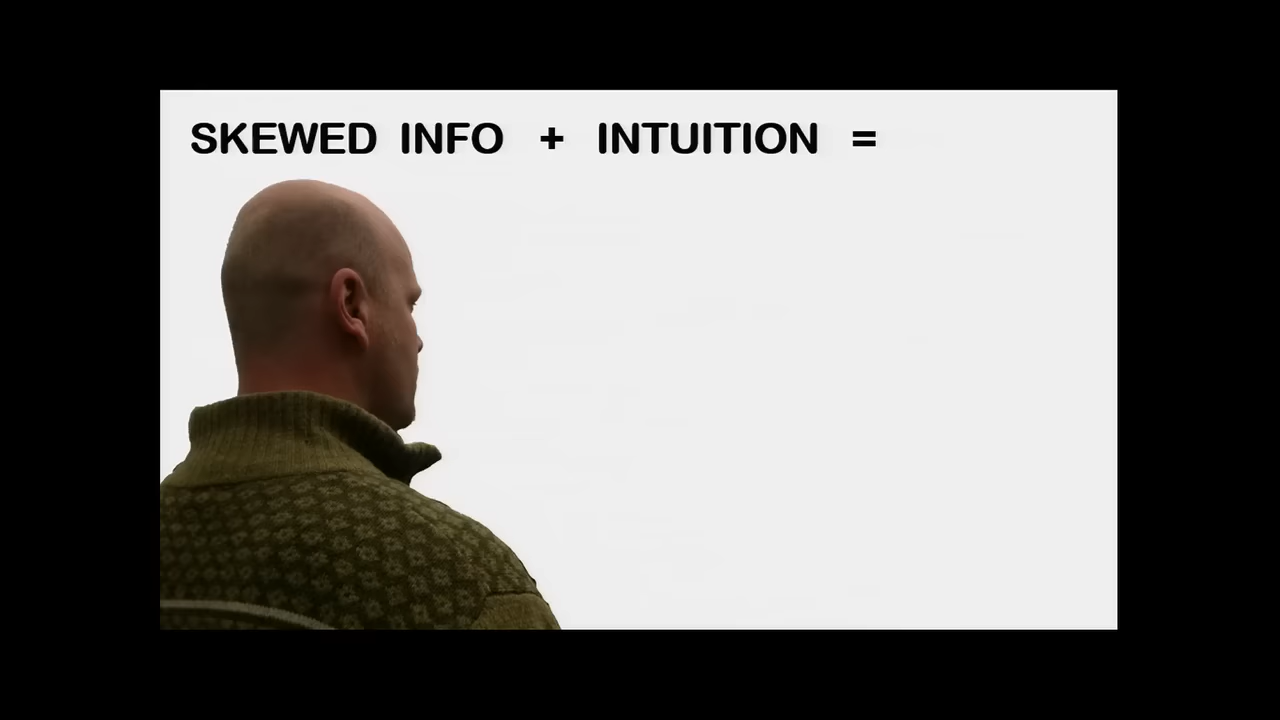 SKEWED INFO + INTUITION =